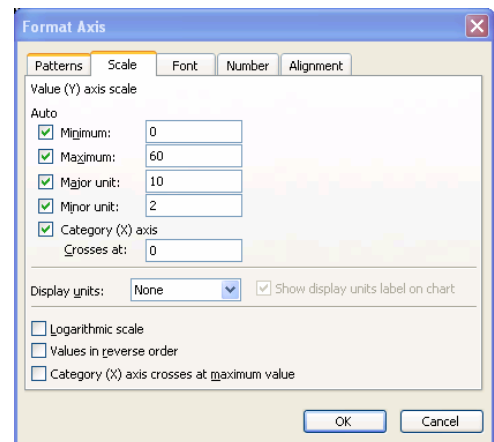 Format Axis
Patterns Scale Font Number Alignment
Value (Y) axis scale
Auto
Minimum: 0
Maximum: 60
Major unit: 10
Minor unit: 2
Category (X) axis
Crosses at: 0
Display units: None Show display units label on chart
Logarithmic scale
Values in reverse order
Category (X) axis crosses at maximum value
OK Cancel